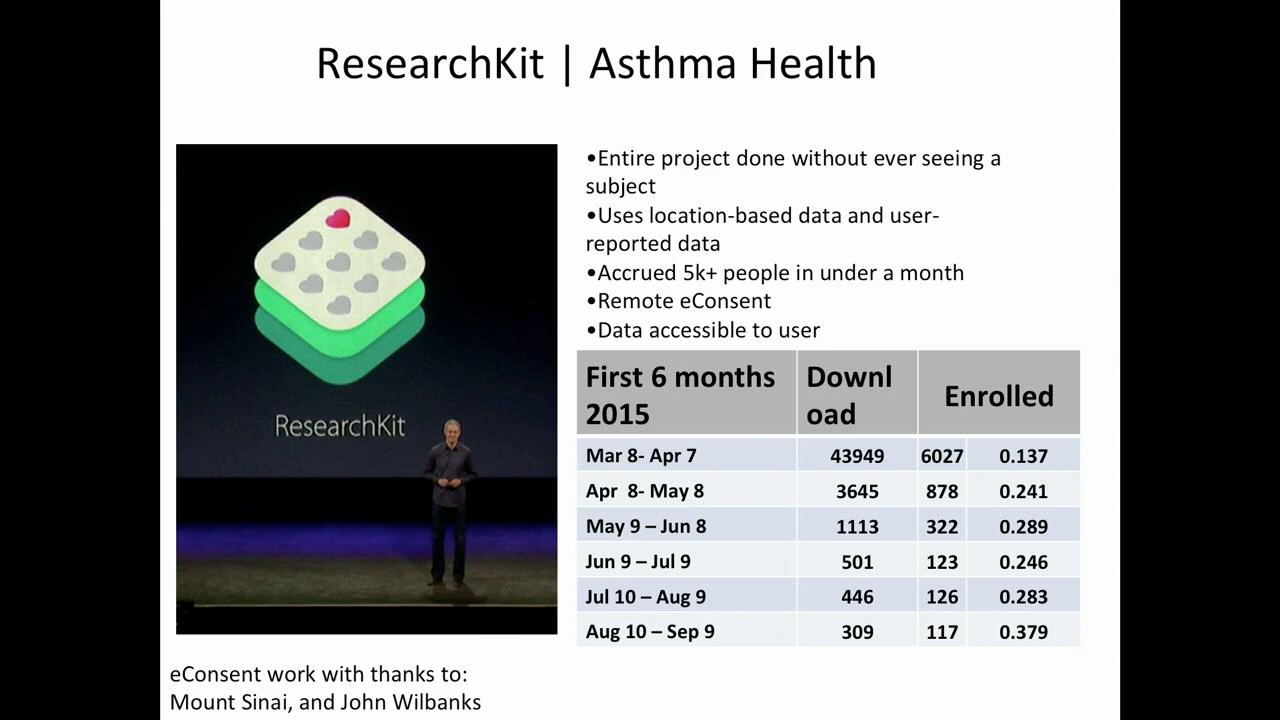 ResearchKit | Asthma Health
ResearchKit
•Entire project done without ever seeing a
subject
•Uses location-based data and user-
reported data
•Accrued 5k+ people in under a month
•Remote eConsent
•Data accessible to user
First 6 months
2015
Downl
oad
Enrolled
Mar 8- Apr 7 43949 6027 0.137
Apr  8- May 8 3645 878 0.241
May 9 – Jun 8 1113 322 0.289
Jun 9 – Jul 9 501 123 0.246
Jul 10 – Aug 9 446 126 0.283
Aug 10 – Sep 9 309 117 0.379
eConsent work with thanks to:
Mount Sinai, and John Wilbanks